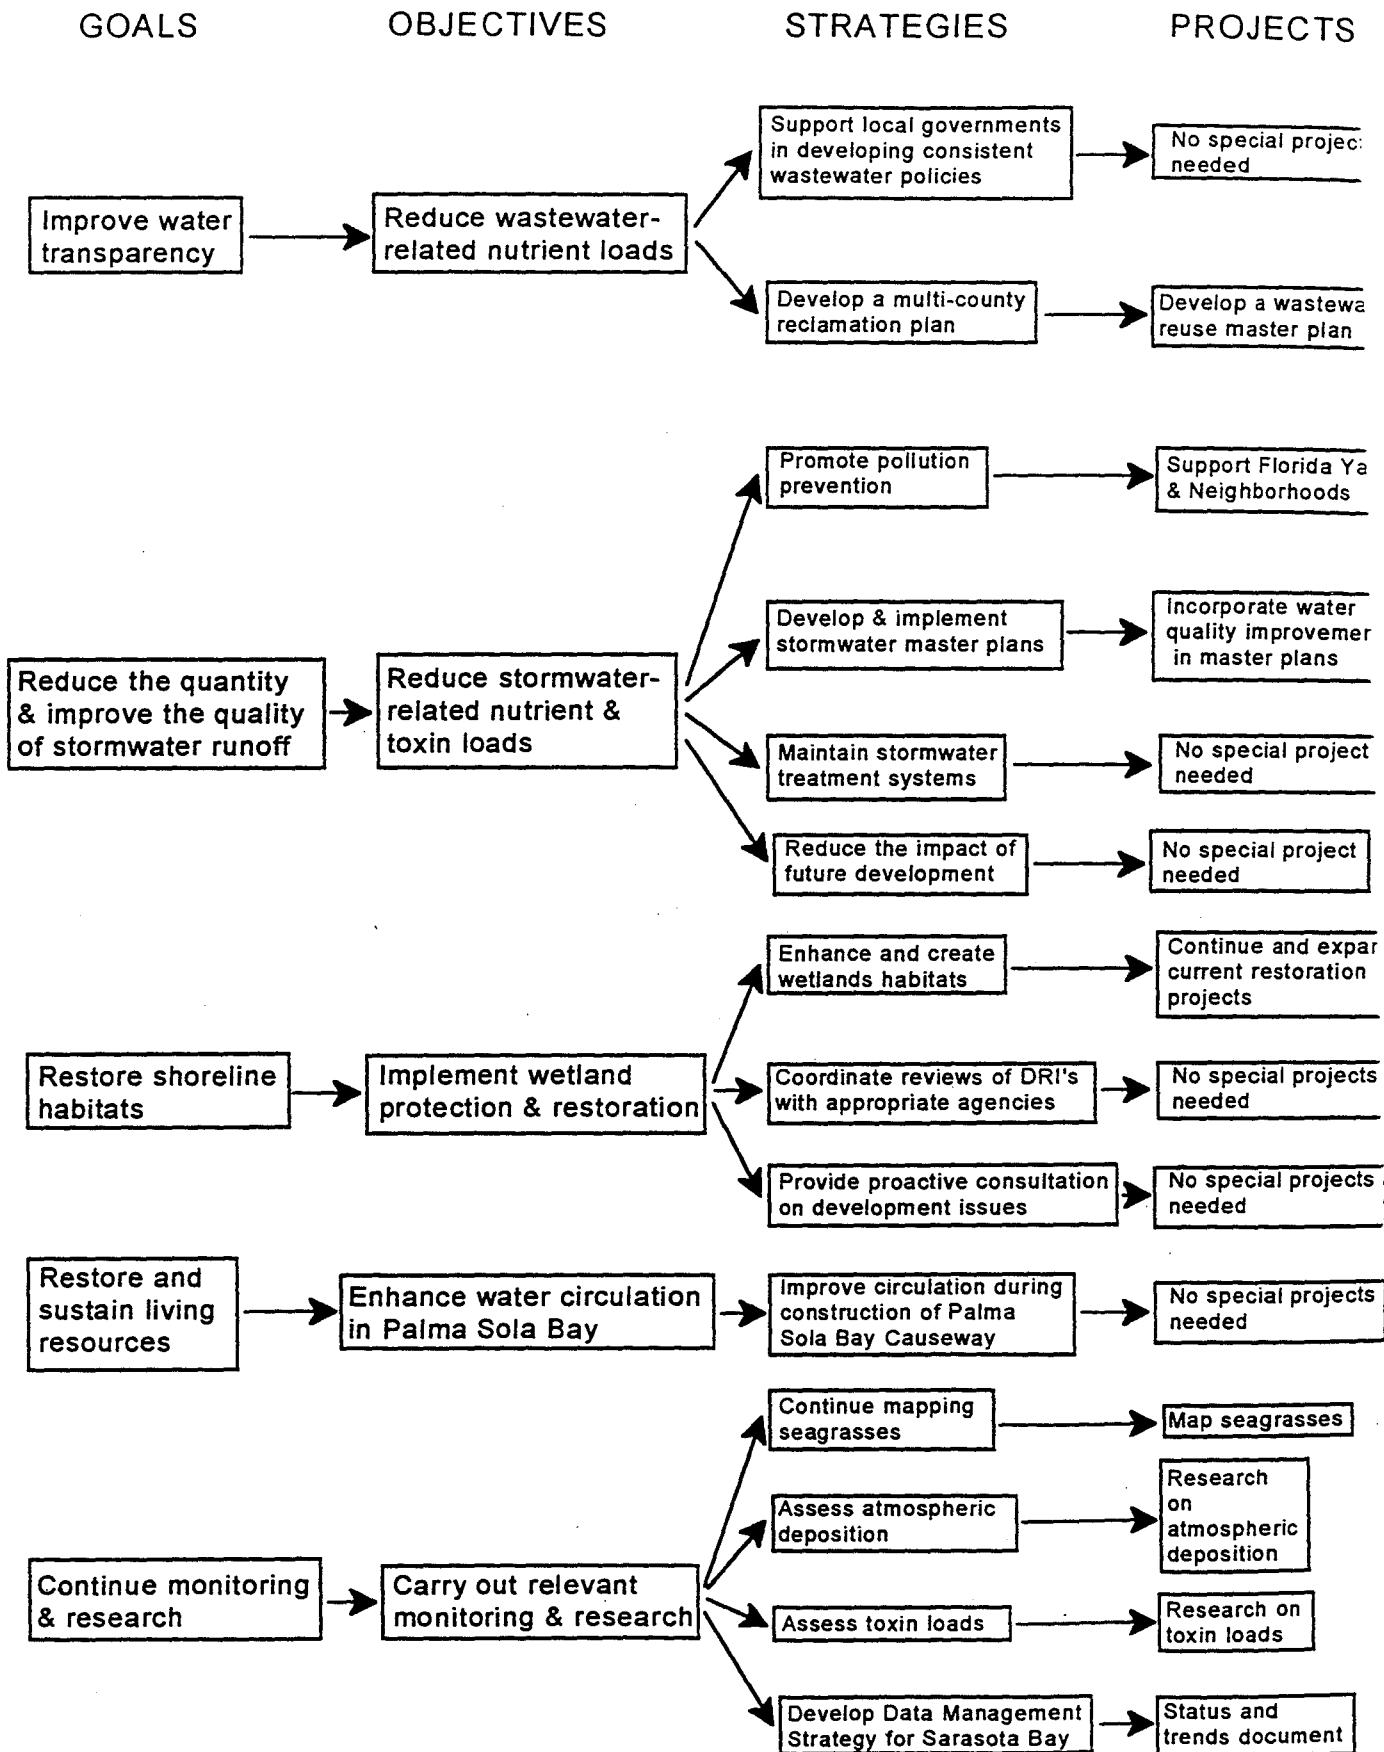 GOALS OBJECTIVES STRATEGIES PROJECTS
Support local governments
in developing consistent
wastewater policies
No special
needed
Improve water
transparency
Reduce wastewater-
related nutrient loads
Develop a multi-county
reclamation plan
Develop a
reuse master plan
Promote pollution
prevention
Support Florida
& Neighborhoods
Develop & implement
stormwater master plans
Incorporate water
quality
in master plans
Reduce the quantity
& improve the quality
of stormwater runoff
Reduce stormwater-
related nutrient &
toxin loads
Maintain stormwater
treatment systems
No special project
needed
Reduce the impact of
future development
No special project
needed
Enhance and create
wetlands habitats
Continue and
current restoration
projects
Restore shoreline
habitats
Implement wetland
protection & restoration
Coordinate reviews of DRI's
with appropriate agencies
No special projects
needed
Provide proactive consultation
on development issues
No special projects
needed
Restore and
sustain living
resources
Enhance water circulation
in Palma Sola Bay
Improve circulation during
construction of Palma
Sola Bay Causeway
No special projects
needed
Continue mapping
seagrasses
Map seagrasses
Assess atmospheric
deposition
Research
on
atmospheric
deposition
Continue monitoring
& research
Carry out relevant
monitoring & research
Assess toxin loads
Research on
toxin loads
Develop Data Management
Strategy for Sarasota Bay
Status and
trends document